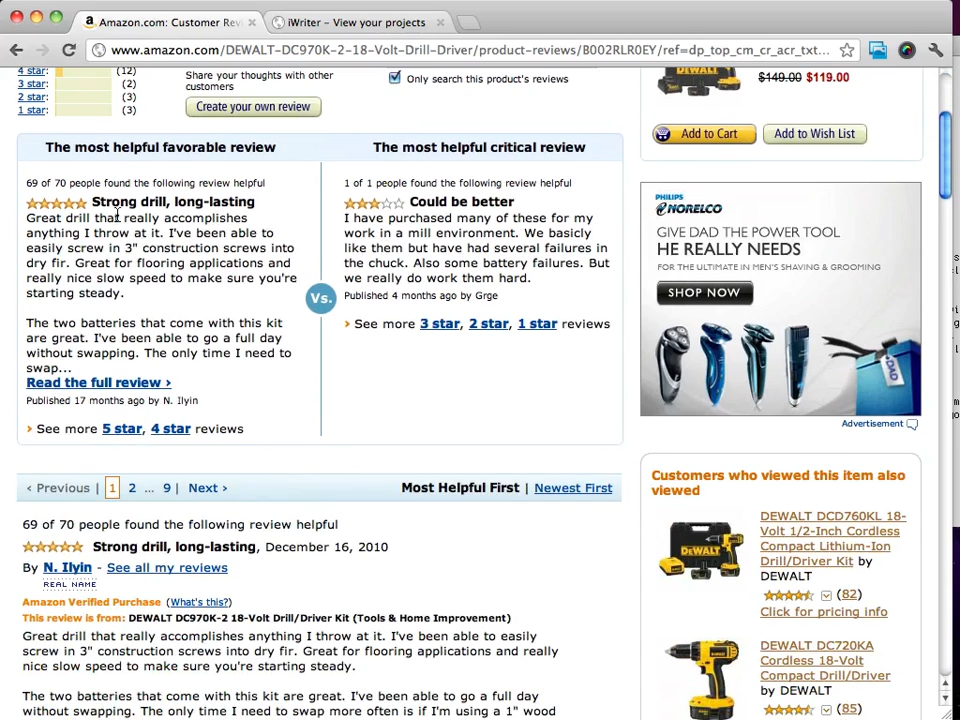 Amazon.com: Customer Rev
iWriter - View your projects
www.amazon.com/DEWALT-DC970K-2-18-Volt-Drill-Driver/product-reviews/B002RLR0EY/ref=dp_top_cm_cr_acr_txt...
4 star: (12)
3 star: (2)
2 star: (3)
1 star: (3)
Share your thoughts with other
customers
Create your own review
Only search this product's reviews
$149.00 $119.00
Add to Cart
Add to Wish List
The most helpful favorable review
69 of 70 people found the following review helpful
Strong drill, long-lasting
Great drill that really accomplishes
anything I throw at it. I've been able to
easily screw in 3" construction screws into
dry fir. Great for flooring applications and
really nice slow speed to make sure you're
starting steady.
The two batteries that come with this kit
are great. I've been able to go a full day
without swapping. The only time I need to
swap...
Read the full review ›
Published 17 months ago by N. Ilyin
› See more 5 star, 4 star reviews
Vs.
The most helpful critical review
1 of 1 people found the following review helpful
Could be better
I have purchased many of these for my
work in a mill environment. We basicly
like them but have had several failures in
the chuck. Also some battery failures. But
we really do work them hard.
Published 4 months ago by Grge
› See more 3 star, 2 star, 1 star reviews
PHILIPS
NORELCO
GIVE DAD THE POWER TOOL
HE REALLY NEEDS
FOR THE ULTIMATE IN MEN'S SHAVING & GROOMING
SHOP NOW
DAD
Advertisement
‹ Previous | 1 2 ... 9 | Next ›
Most Helpful First | Newest First
69 of 70 people found the following review helpful
Strong drill, long-lasting, December 16, 2010
By N. Ilyin - See all my reviews
REAL NAME
Amazon Verified Purchase (What's this?)
This review is from: DEWALT DC970K-2 18-Volt Drill/Driver Kit (Tools & Home Improvement)
Great drill that really accomplishes anything I throw at it. I've been able to easily
screw in 3" construction screws into dry fir. Great for flooring applications and really
nice slow speed to make sure you're starting steady.
The two batteries that come with this kit are great. I've been able to go a full day
without swapping. The only time I need to swap more often is if I'm using a 1" wood
Customers who viewed this item also
viewed
DEWALT DCD760KL 18-
Volt 1/2-Inch Cordless
Compact Lithium-Ion
Drill/Driver Kit by
DEWALT
(82)
Click for pricing info
DEWALT DC720KA
Cordless 18-Volt
Compact Drill/Driver
by DEWALT
(85)